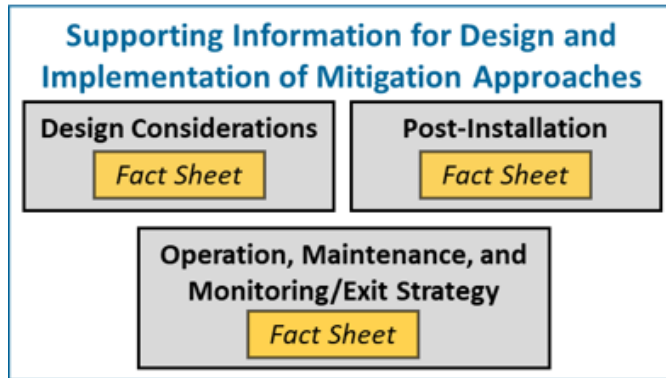 Supporting Information for Design and
Implementation of Mitigation Approaches
Design Considerations
Fact Sheet
Post-Installation
Fact Sheet
Operation, Maintenance, and
Monitoring/Exit Strategy
Fact Sheet